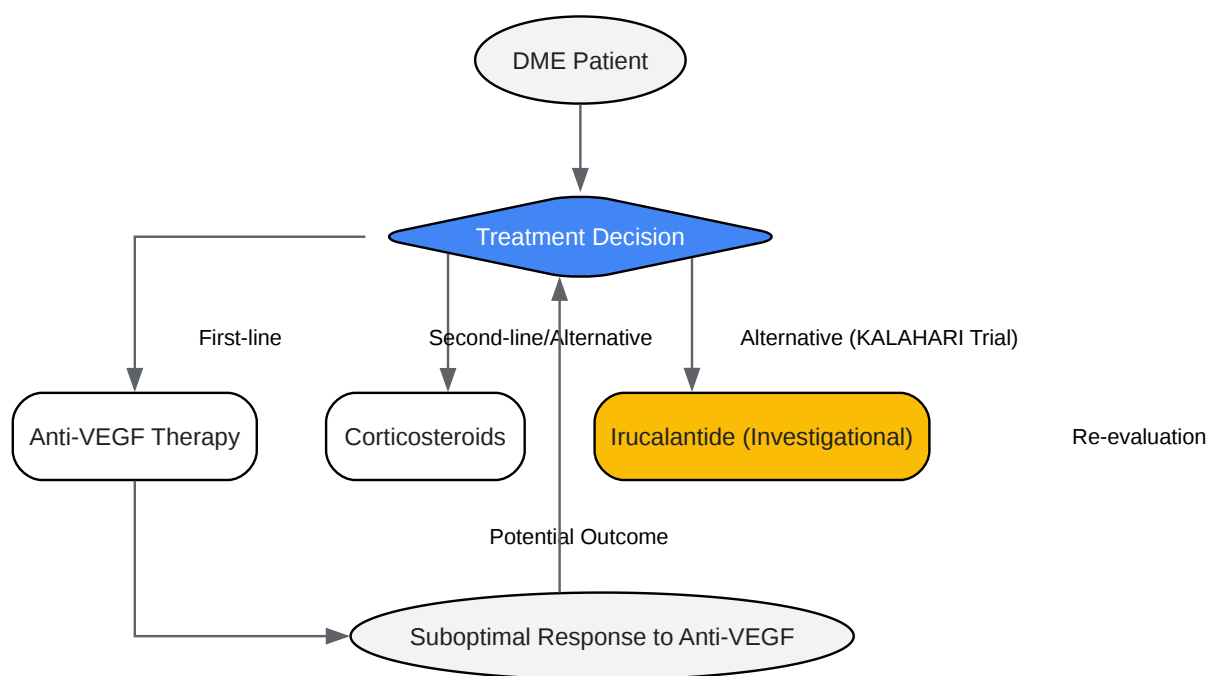 DME Patient
Treatment Decision
First-line
Second-line/Alternative
Alternative (KALAHARI Trial)
Anti-VEGF Therapy
Corticosteroids
Irucalantide (Investigational)
Re-evaluation
Potential Outcome
Suboptimal Response to Anti-VEGF